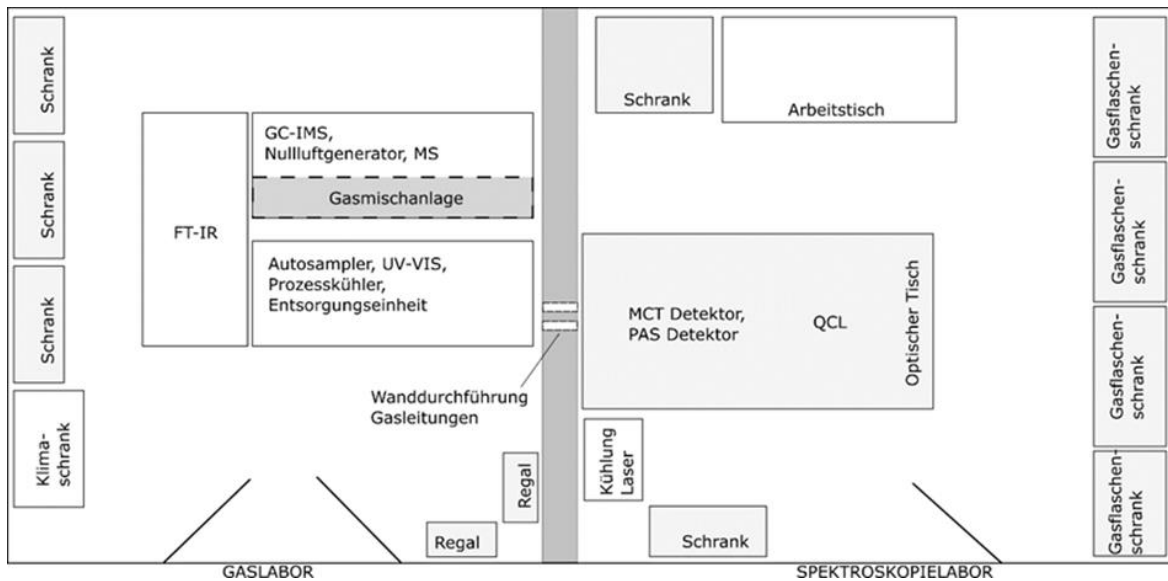 Schrank
Schrank
Schrank
Klima-
schrank
FT-IR
GC-IMS,
Nullluftgenerator, MS
Gasmischanlage
Autosampler, UV-VIS,
Prozesskühler,
Entsorgungseinheit
Wanddurchführung
Gasleitungen
Regal
Regal
GASLABOR
Schrank
Arbeitstisch
MCT Detektor,
PAS Detektor
QCL
Optischer Tisch
Kühlung
Laser
Schrank
Gasflaschen-
schrank
Gasflaschen-
schrank
Gasflaschen-
schrank
Gasflaschen-
schrank
SPEKTROSKOPIELABOR